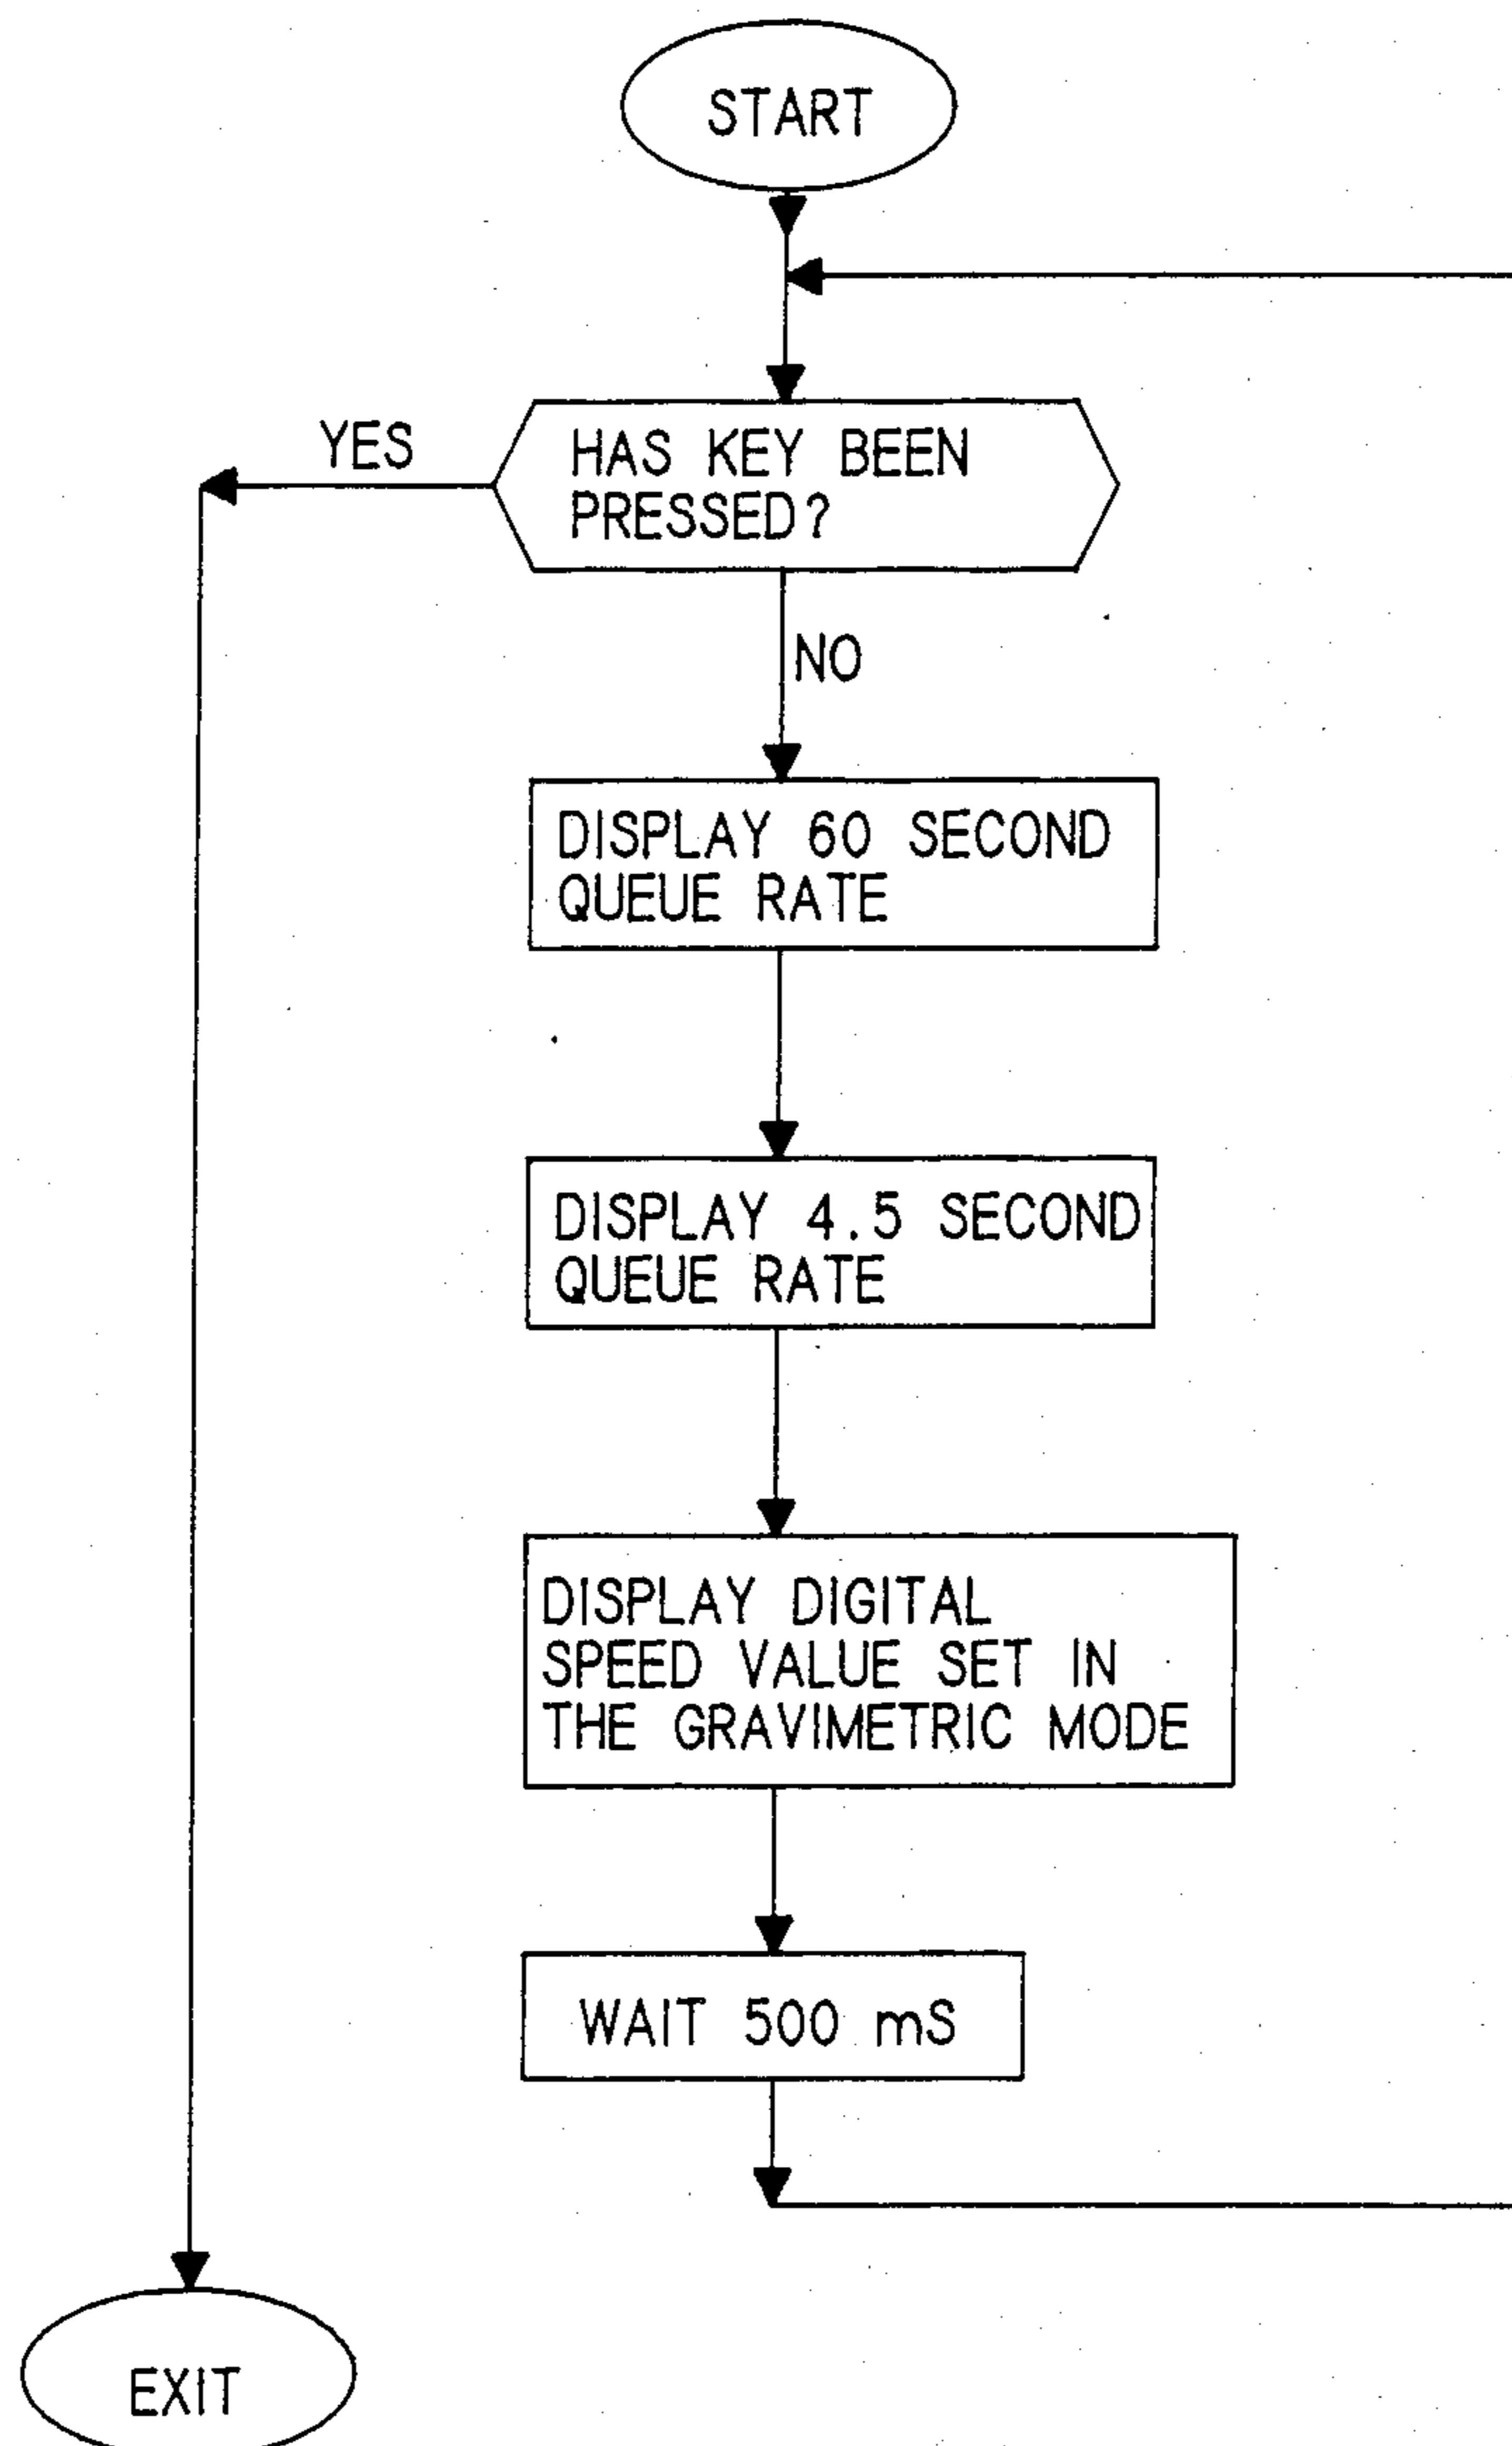 START
YES
HAS KEY BEEN
PRESSED?
NO
DISPLAY 60 SECOND
QUEUE RATE
DISPLAY 4.5 SECOND
QUEUE RATE
DISPLAY DIGITAL
SPEED VALUE SET IN
THE GRAVIMETRIC MODE
WAIT 500 mS
EXIT